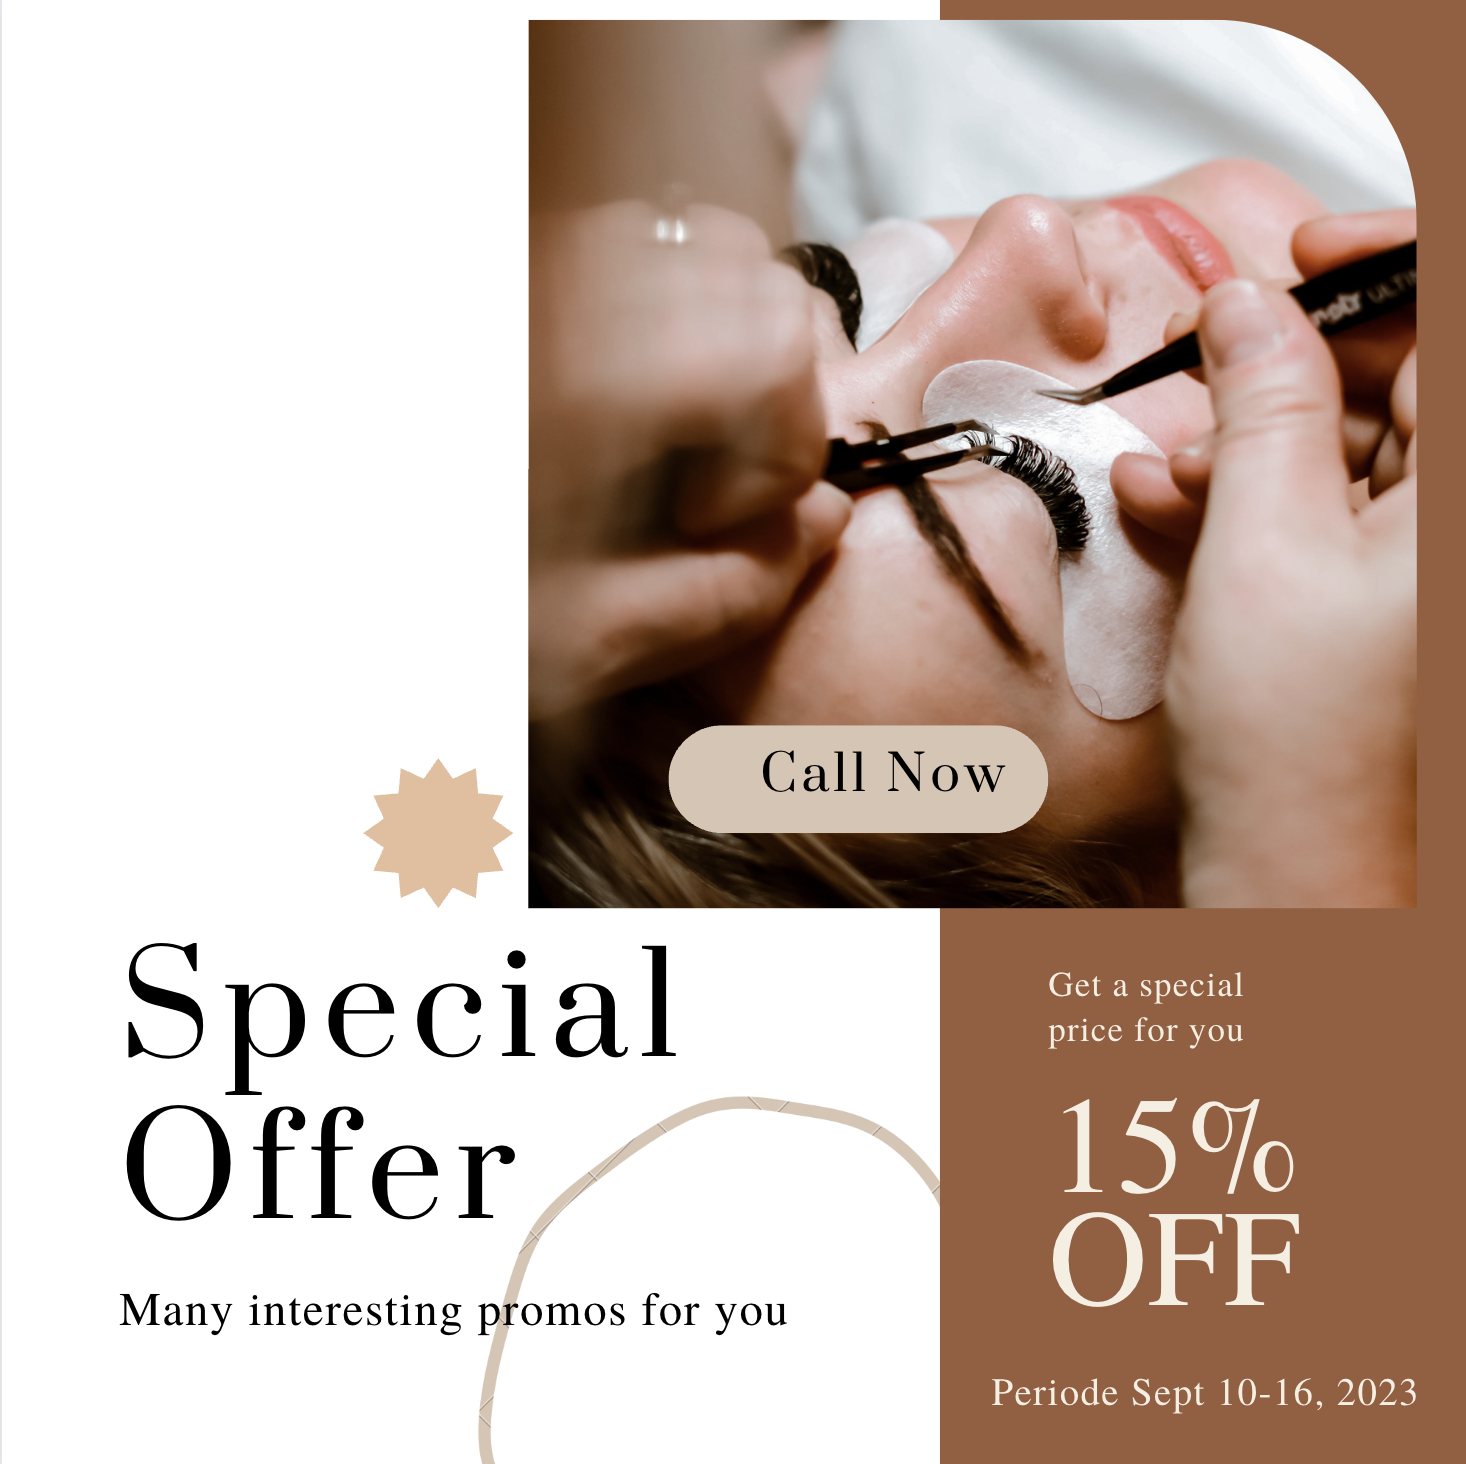 Call Now
Special
Offer
Many interesting promos for you
Get a special
price for you
15%
OFF
Periode Sept 10-16, 2023